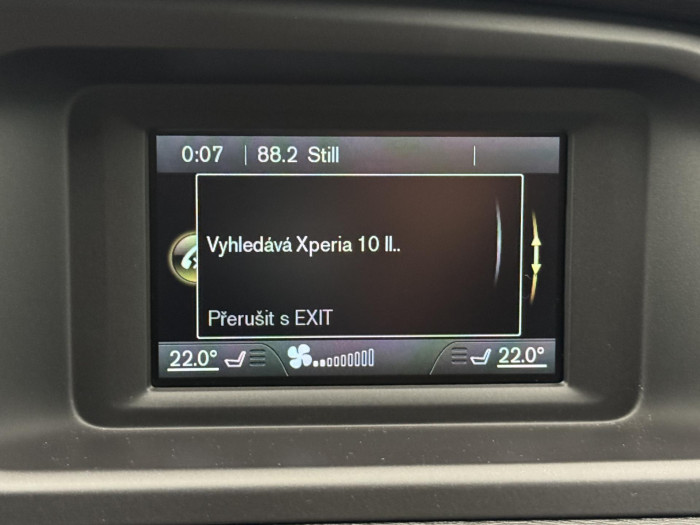 0:07 88.2 Still
Vyhledává Xperia 10 II..
Přerušit s EXIT
22.0° 22.0°